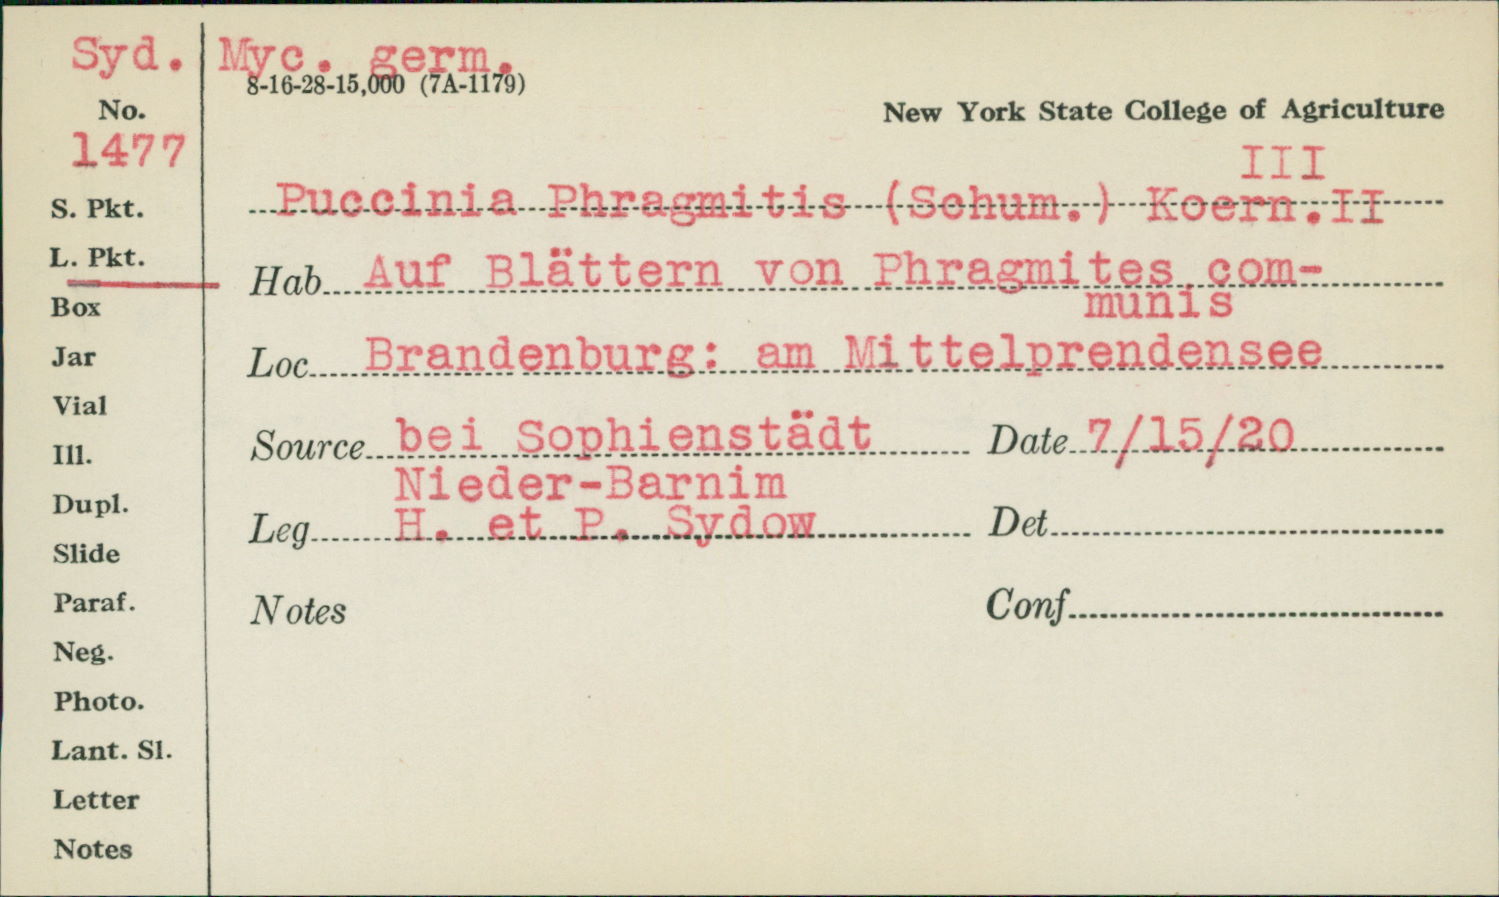 Syd. Myc. germ.
8-16-28-15,000 (7A-1179)
No.
New York State College of Agriculture
1477
III
S. Pkt.
Puccinia Phragmitis (Schum.) Koern.II
L. Pkt.
Hab Auf Blättern von Phragmites com-
munis
Box
Jar
Loc Brandenburg: am Mittelprendensee
Vial
Source bei Sophienstädt Date 7/15/20
Ill.
Nieder-Barnim
Dupl.
Leg H. et P. Sydow Det
Slide
Paraf.
Notes Conf
Neg.
Photo.
Lant. Sl.
Letter
Notes